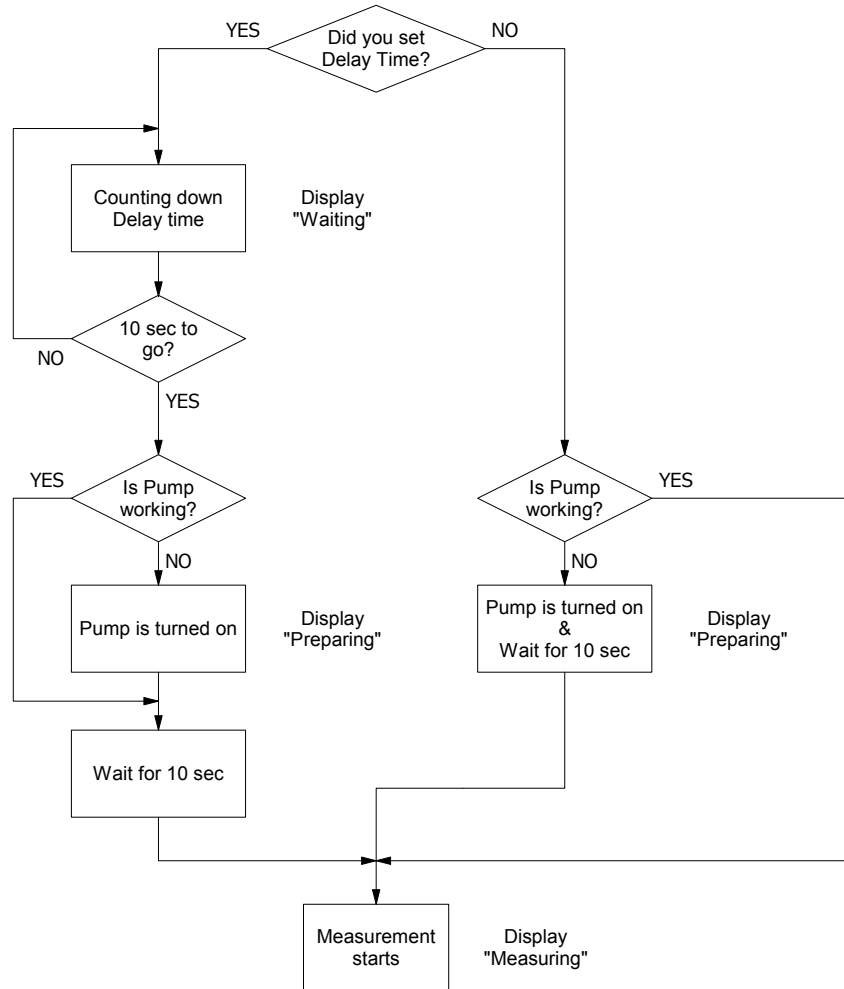 YES
Did you set
Delay Time?
NO
Counting down
Delay time
Display
"Waiting"
10 sec to
go?
NO
YES
YES
Is Pump
working?
NO
Is Pump
working?
YES
NO
Pump is turned on
Display
"Preparing"
Pump is turned on
&
Wait for 10 sec
Display
"Preparing"
Wait for 10 sec
Measurement
starts
Display
"Measuring"